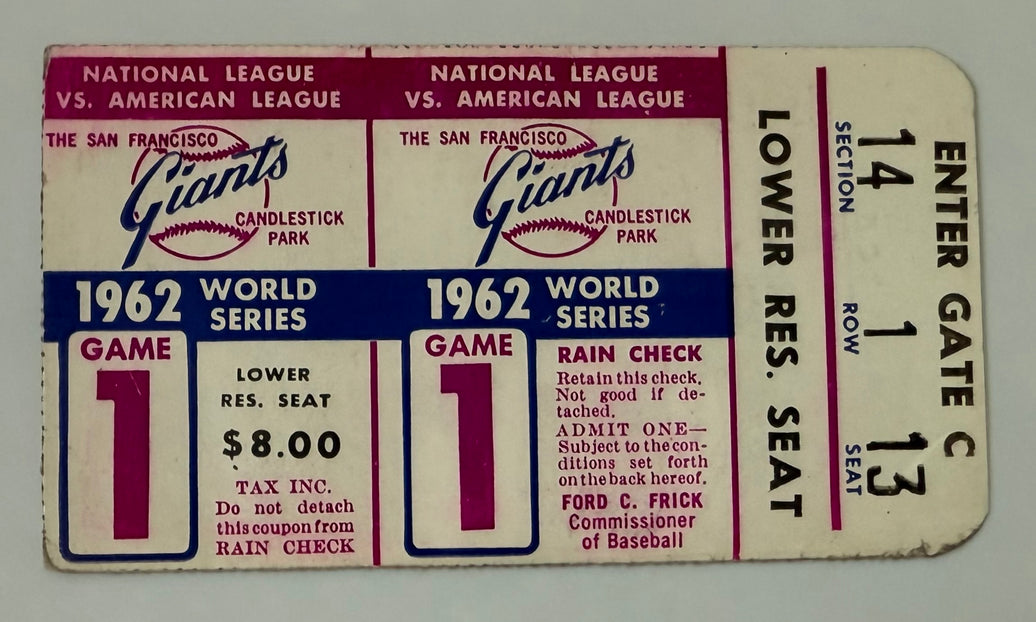 NATIONAL LEAGUE
VS. AMERICAN LEAGUE
THE SAN FRANCISCO
Giants
CANDLESTICK
PARK
1962 WORLD
SERIES
GAME
1
LOWER
RES. SEAT
$8.00
TAX INC.
Do not detach
this coupon from
RAIN CHECK
NATIONAL LEAGUE
VS. AMERICAN LEAGUE
THE SAN FRANCISCO
Giants
CANDLESTICK
PARK
1962 WORLD
SERIES
GAME
1
RAIN CHECK
Retain this check.
Not good if de-
tached.
ADMIT ONE—
Subject to the con-
ditions set forth
on the back hereof.
FORD C. FRICK
Commissioner
of Baseball
ENTER GATE C
14 1 13
SECTION ROW SEAT
LOWER RES. SEAT